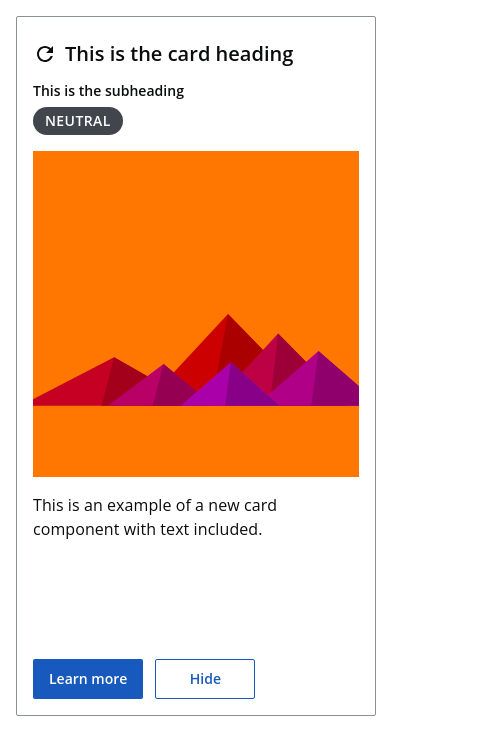 This is the card heading
This is the subheading
NEUTRAL
This is an example of a new card
component with text included.
Learn more
Hide